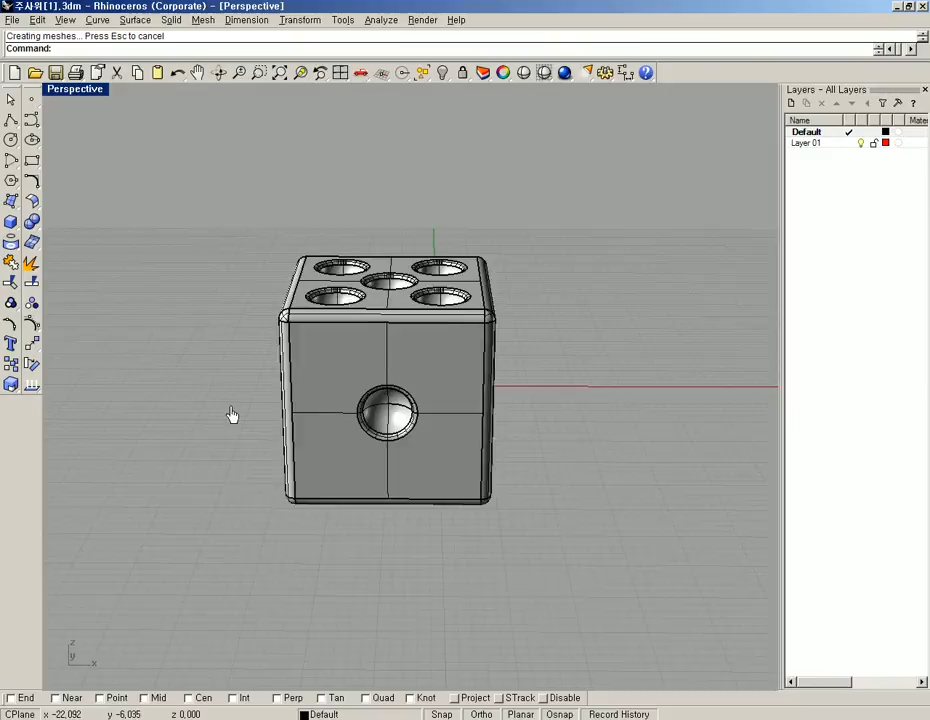 주사위[1].3dm - Rhinoceros (Corporate) - [Perspective]
File Edit View Curve Surface Solid Mesh Dimension Transform Tools Analyze Render Help
Creating meshes... Press Esc to cancel
Command:
Perspective
Layers - All Layers
Name Mate
Default
Layer 01
z
y
x
End Near Point Mid Cen Int Perp Tan Quad Knot Project STrack Disable
CPlane x -22,092 y -6,035 z 0,000 Default Snap Ortho Planar Osnap Record History